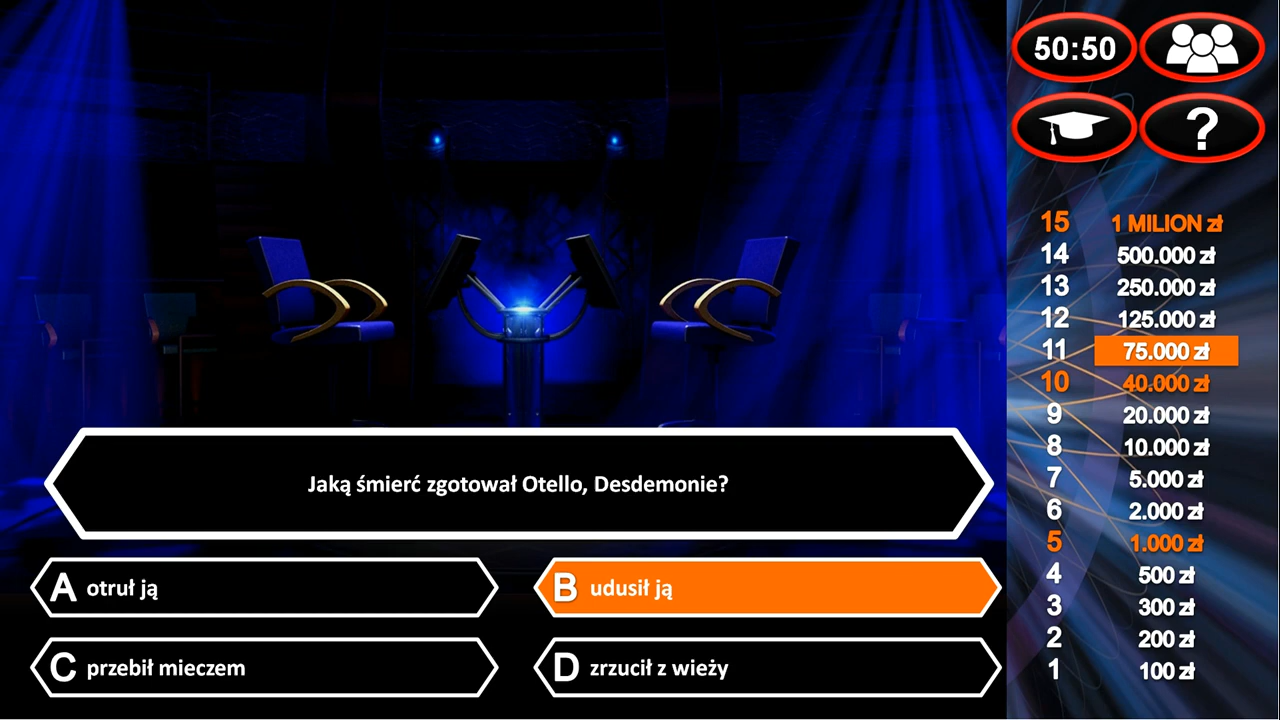 50:50
?
15 1 MILION zł
14 500.000 zł
13 250.000 zł
12 125.000 zł
11 75.000 zł
10 40.000 zł
9 20.000 zł
8 10.000 zł
7 5.000 zł
6 2.000 zł
5 1.000 zł
4 500 zł
3 300 zł
2 200 zł
1 100 zł
Jaką śmierć zgotował Otello, Desdemonie?
A otruł ją
B udusił ją
C przebił mieczem
D zrzucił z wieży